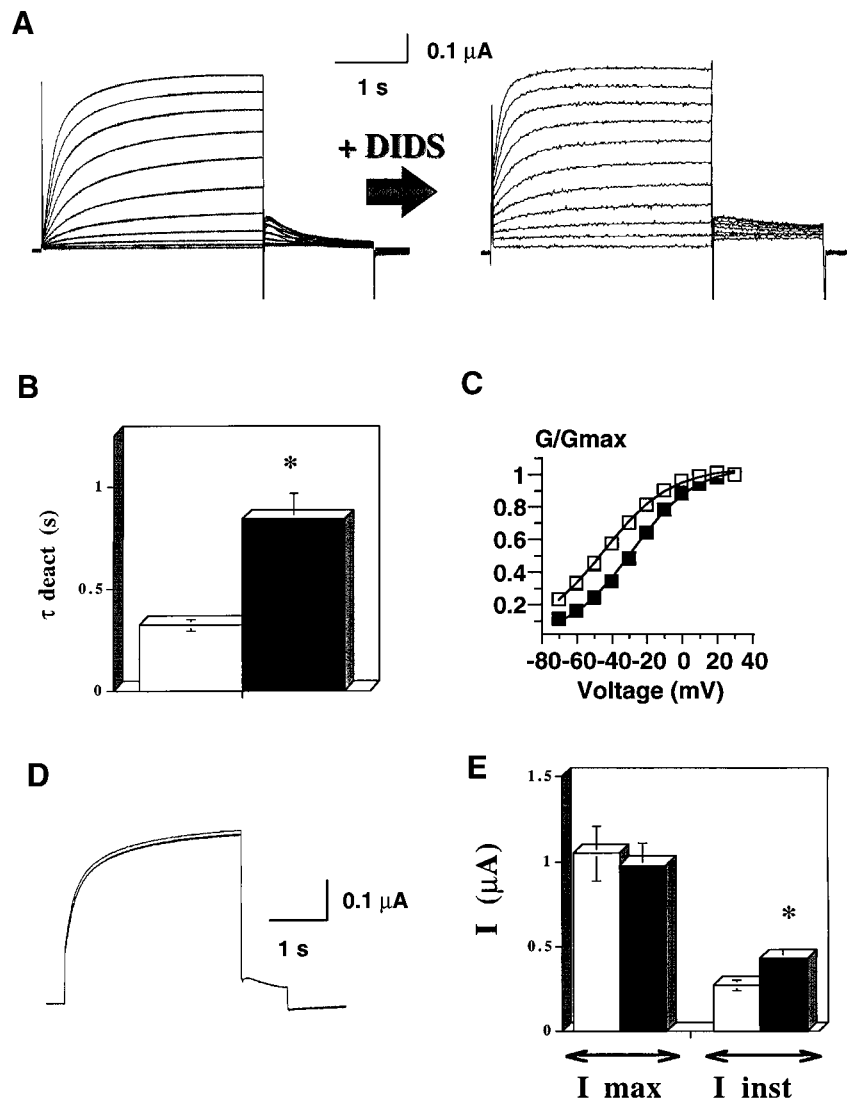 A
0.1 µA
1 s
+ DIDS
B
*
1
0.5
0
τ deact (s)
C
G/Gmax
1
0.8
0.6
0.4
0.2
-80-60-40-20 0 20 40
Voltage (mV)
D
0.1 µA
1 s
E
1.5
1
0.5
0
I (µA)
*
I max I inst